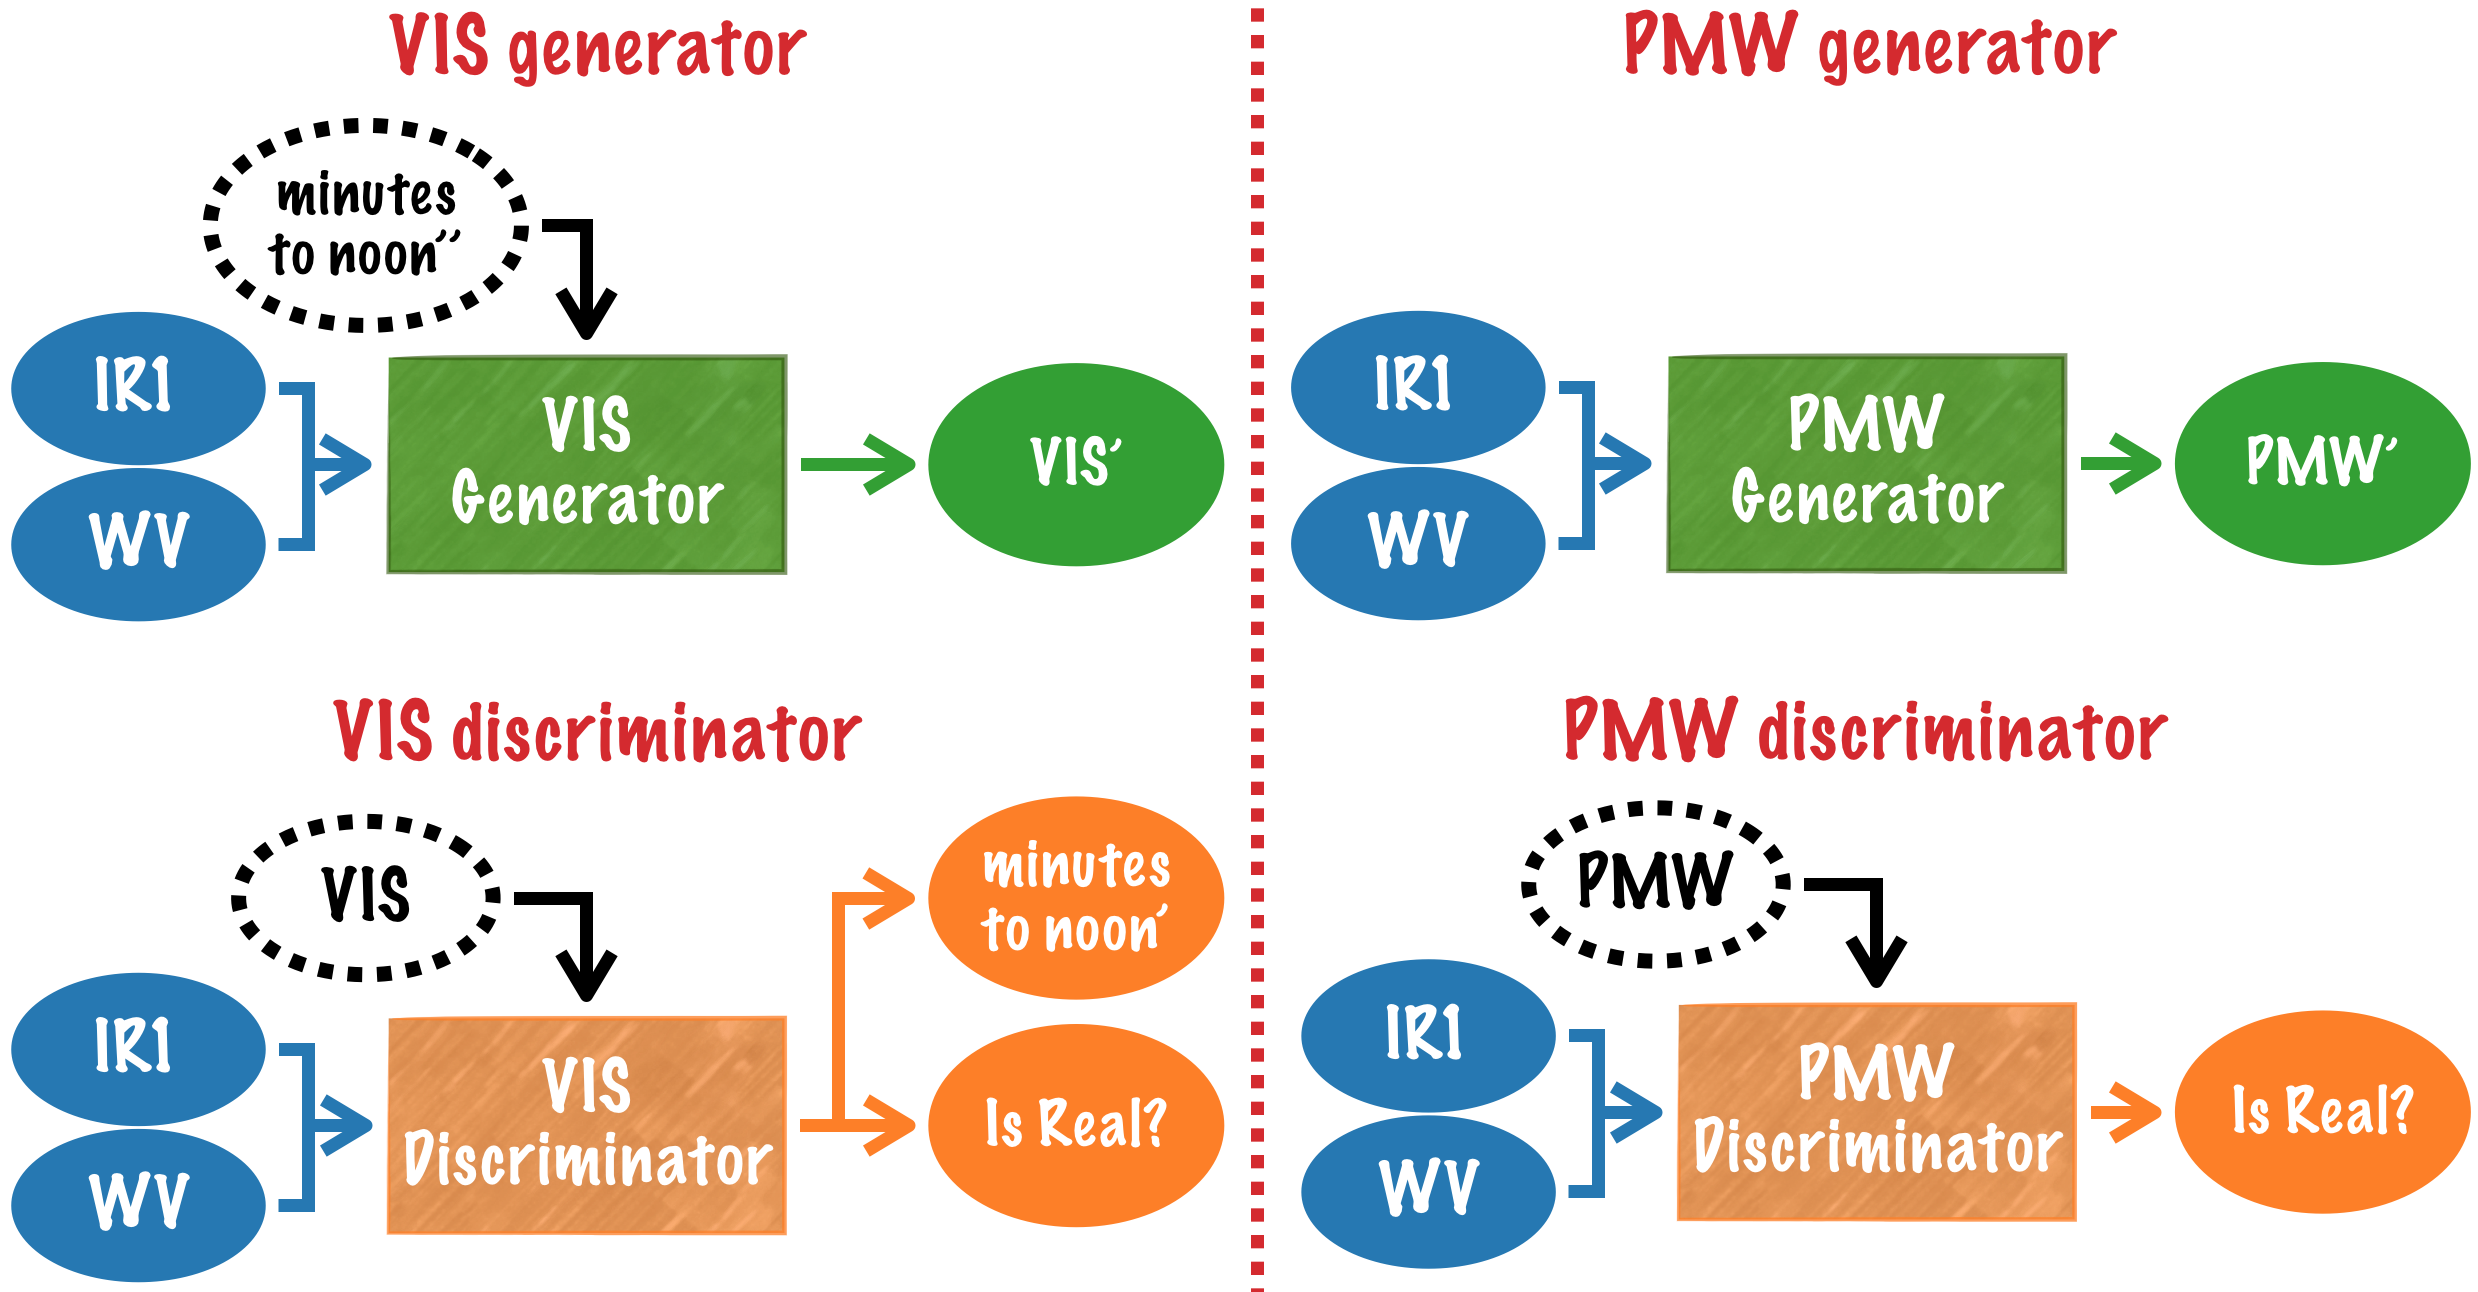 VIS generator
minutes
to noon’’
IR1
WV
VIS
Generator
VIS’
PMW generator
IR1
WV
PMW
Generator
PMW’
VIS discriminator
VIS
IR1
WV
VIS
Discriminator
minutes
to noon’
Is Real?
PMW discriminator
PMW
IR1
WV
PMW
Discriminator
Is Real?